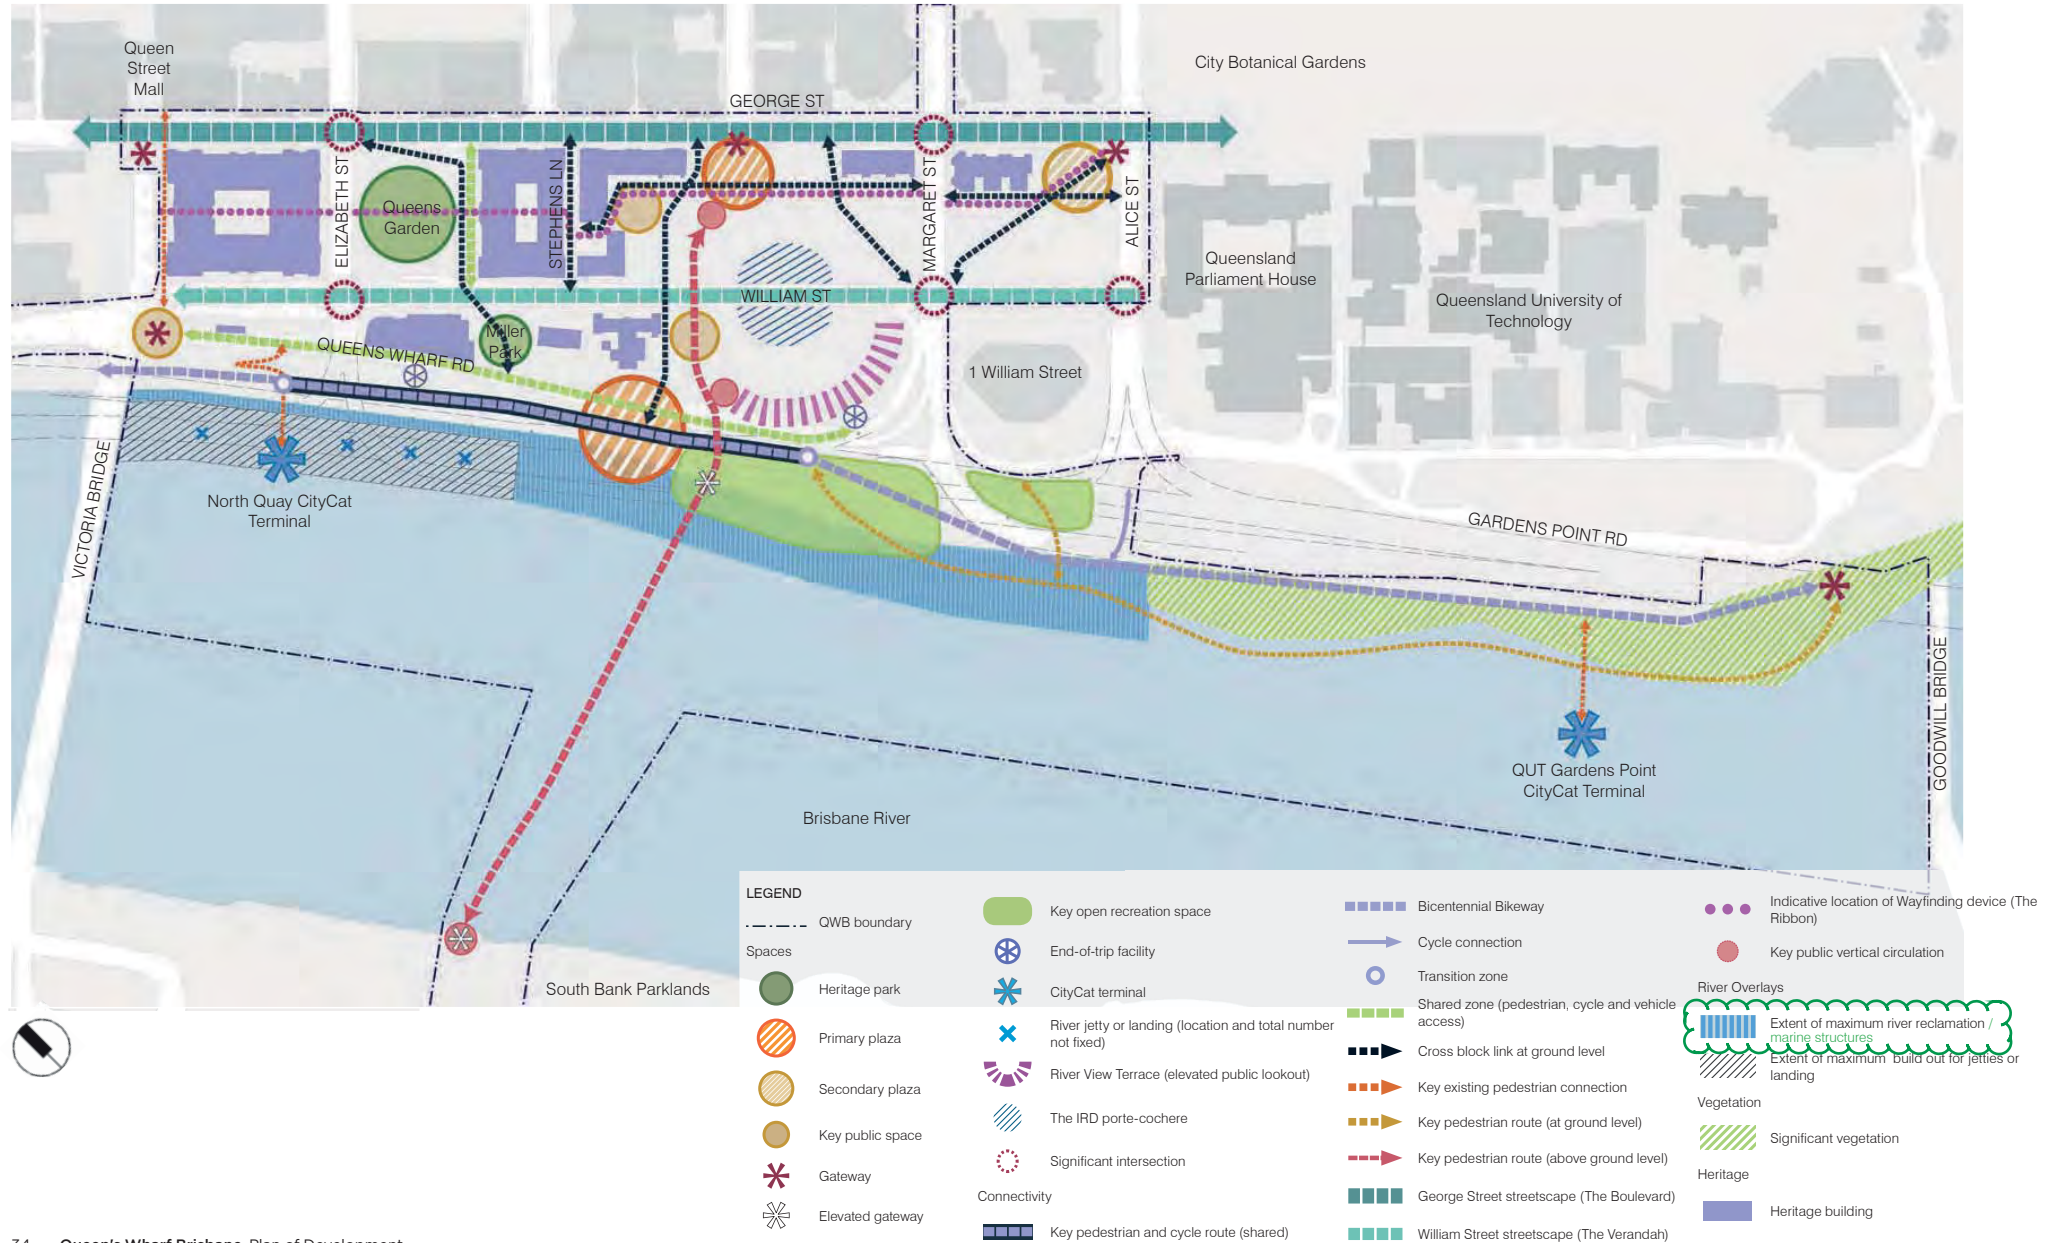 Queen
Street
Mall
City Botanical Gardens
GEORGE ST
ELIZABETH ST
Queens
Garden
STEPHENS LN
MARGARET ST
ALICE ST
Queensland
Parliament House
Queensland University of
Technology
WILLIAM ST
Miller
Park
QUEENS WHARF RD
1 William Street
VICTORIA BRIDGE
North Quay CityCat
Terminal
GARDENS POINT RD
GOODWILL BRIDGE
QUT Gardens Point
CityCat Terminal
Brisbane River
South Bank Parklands
LEGEND
QWB boundary
Spaces
Heritage park
Primary plaza
Secondary plaza
Key public space
Gateway
Elevated gateway
Key open recreation space
End-of-trip facility
CityCat terminal
River jetty or landing (location and total number
not fixed)
River View Terrace (elevated public lookout)
The IRD porte-cochere
Significant intersection
Connectivity
Key pedestrian and cycle route (shared)
Bicentennial Bikeway
Cycle connection
Transition zone
Shared zone (pedestrian, cycle and vehicle
access)
Cross block link at ground level
Key existing pedestrian connection
Key pedestrian route (at ground level)
Key pedestrian route (above ground level)
George Street streetscape (The Boulevard)
William Street streetscape (The Verandah)
Indicative location of Wayfinding device (The
Ribbon)
Key public vertical circulation
River Overlays
Extent of maximum river reclamation /
marine structures
Extent of maximum build out for jetties or
landing
Vegetation
Significant vegetation
Heritage
Heritage building
34 Queen's Wharf Brisbane Plan of Development